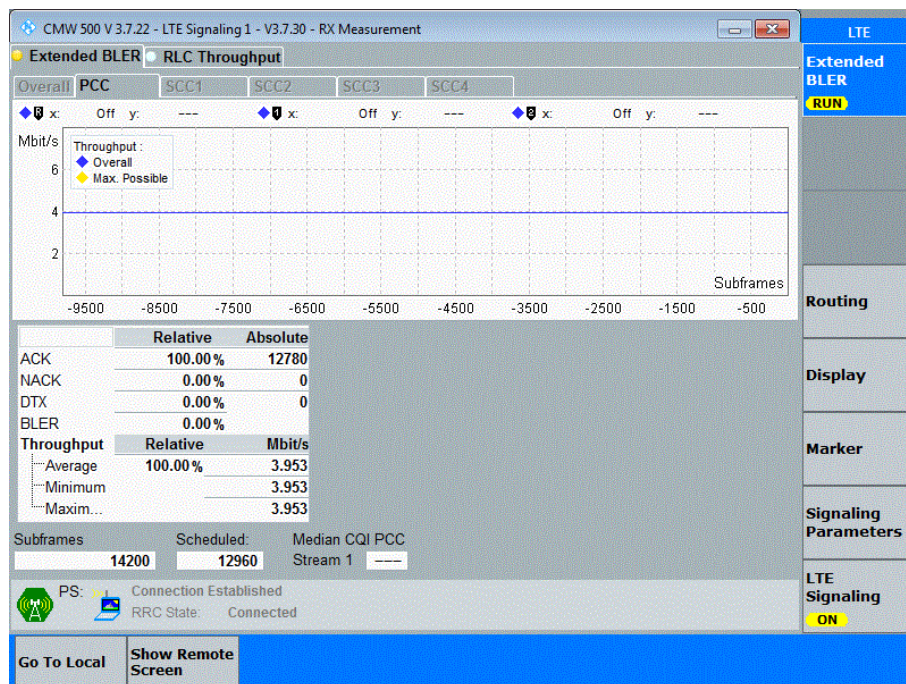 CMW 500 V 3.7.22 - LTE Signaling 1 - V3.7.30 - RX Measurement
LTE
Extended BLER RLC Throughput
Extended BLER
RUN
Overall PCC SCC1 SCC2 SCC3 SCC4
R x: Off y: --- 1 x: Off y: --- 2 x: Off y: ---
Mbit/s
Throughput :
Overall
Max. Possible
6
4
2
Subframes
-9500 -8500 -7500 -6500 -5500 -4500 -3500 -2500 -1500 -500
Routing
Relative Absolute
ACK 100.00 % 12780
NACK 0.00 % 0
DTX 0.00 % 0
BLER 0.00 %
Throughput Relative Mbit/s
Average 100.00 % 3.953
Minimum 3.953
Maxim... 3.953
Display
Marker
Signaling Parameters
Subframes Scheduled: Median CQI PCC
14200 12960 Stream 1 ---
PS: Connection Established
RRC State: Connected
LTE Signaling
ON
Go To Local
Show Remote Screen